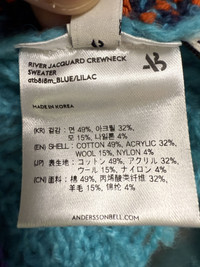 RIVER JACQUARD CREWNECK
SWEATER
atb818m_BLUE/LILAC
MADE IN KOREA
(KR) 겉감 : 면 49%, 아크릴 32%,
모 15%, 나일론 4%
(EN) SHELL : COTTON 49%, ACRYLIC 32%,
WOOL 15%, NYLON 4%
(JP) 裏生地 : コットン 49%, アクリル 32%,
ウール 15%, ナイロン 4%
(CN) 面料 : 棉 49%, 丙烯酸类纤维 32%,
羊毛 15%, 锦纶 4%
ANDERSSONBELL.COM